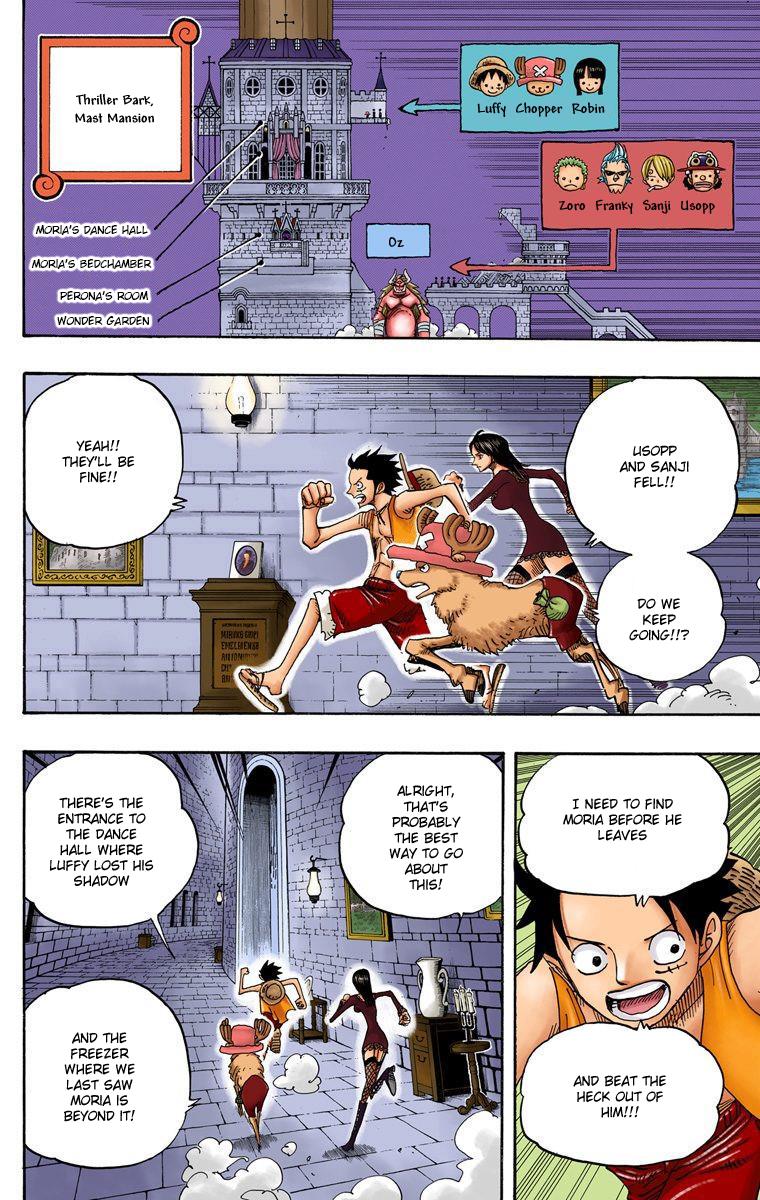 Thriller Bark,
Mast Mansion
Luffy Chopper Robin
Zoro Franky Sanji Usopp
Oz
MORIA'S DANCE HALL
MORIA'S BEDCHAMBER
PERONA'S ROOM
WONDER GARDEN
USOPP
AND SANJI
FELL!!
DO WE
KEEP
GOING!!?
YEAH!!
THEY'LL BE
FINE!!
I NEED TO FIND
MORIA BEFORE HE
LEAVES
AND BEAT THE
HECK OUT OF
HIM!!!
ALRIGHT,
THAT'S
PROBABLY
THE BEST
WAY TO GO
ABOUT
THIS!
THERE'S THE
ENTRANCE TO
THE DANCE
HALL WHERE
LUFFY LOST HIS
SHADOW
AND THE
FREEZER
WHERE WE
LAST SAW
MORIA IS
BEYOND IT!